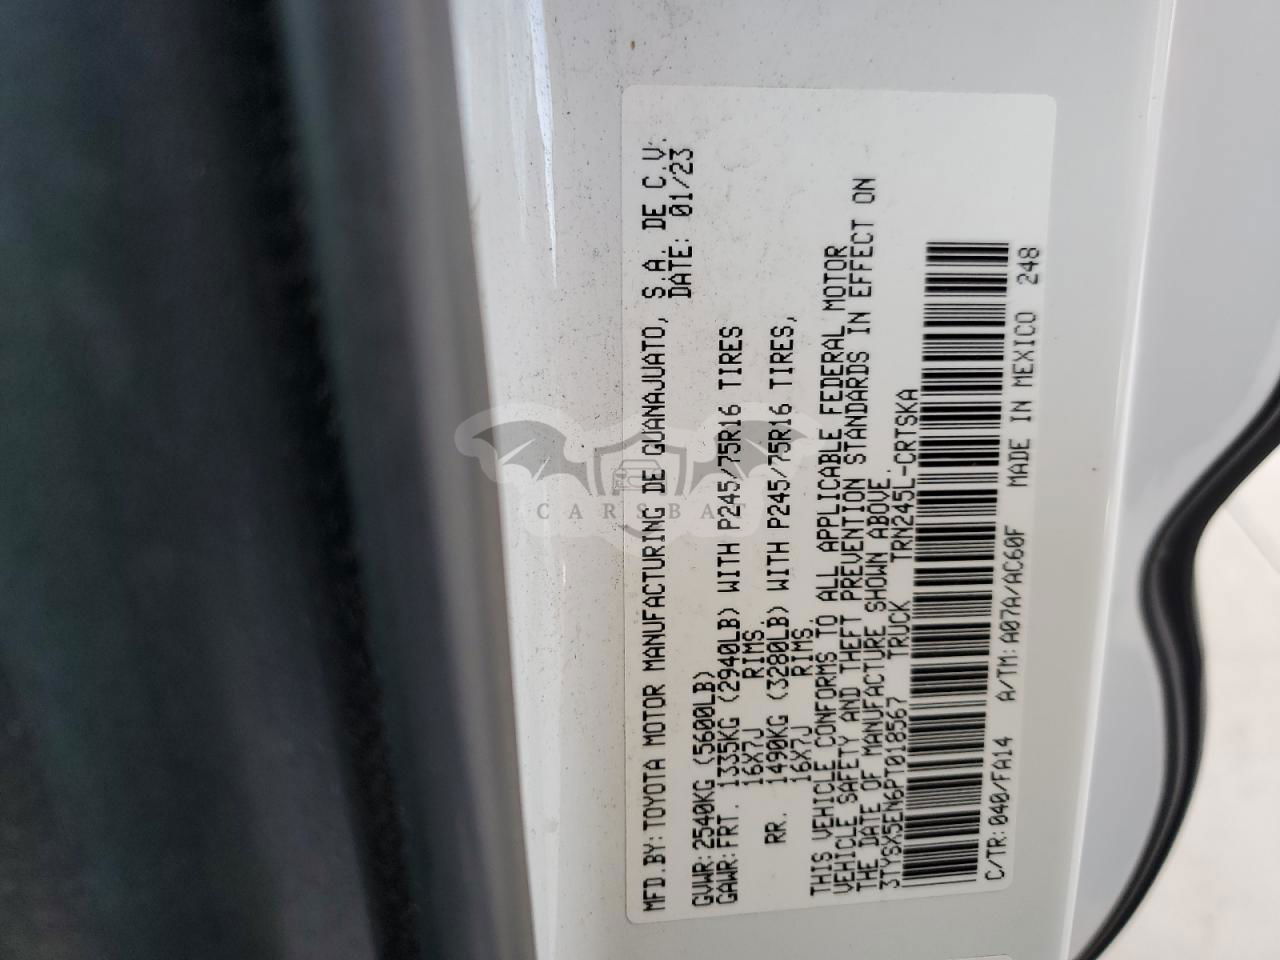 MFD.BY:TOYOTA MOTOR MANUFACTURING DE GUANAJUATO, S.A. DE C.V.
DATE: 01/23
GVWR:2540KG (5600LB)
GAWR:FRT. 1335KG (2940LB) WITH P245/75R16 TIRES
16X7J RIMS,
RR. 1490KG (3280LB) WITH P245/75R16 TIRES,
16X7J RIMS.
THIS VEHICLE CONFORMS TO ALL APPLICABLE FEDERAL MOTOR
VEHICLE SAFETY AND THEFT PREVENTION STANDARDS IN EFFECT ON
THE DATE OF MANUFACTURE SHOWN ABOVE.
3TYSX5EN6PT018567 TRUCK TRN245L-CRTSKA
C/TR:040/FA14 A/TM:A07A/AC60F MADE IN MEXICO 248
CARSBAT